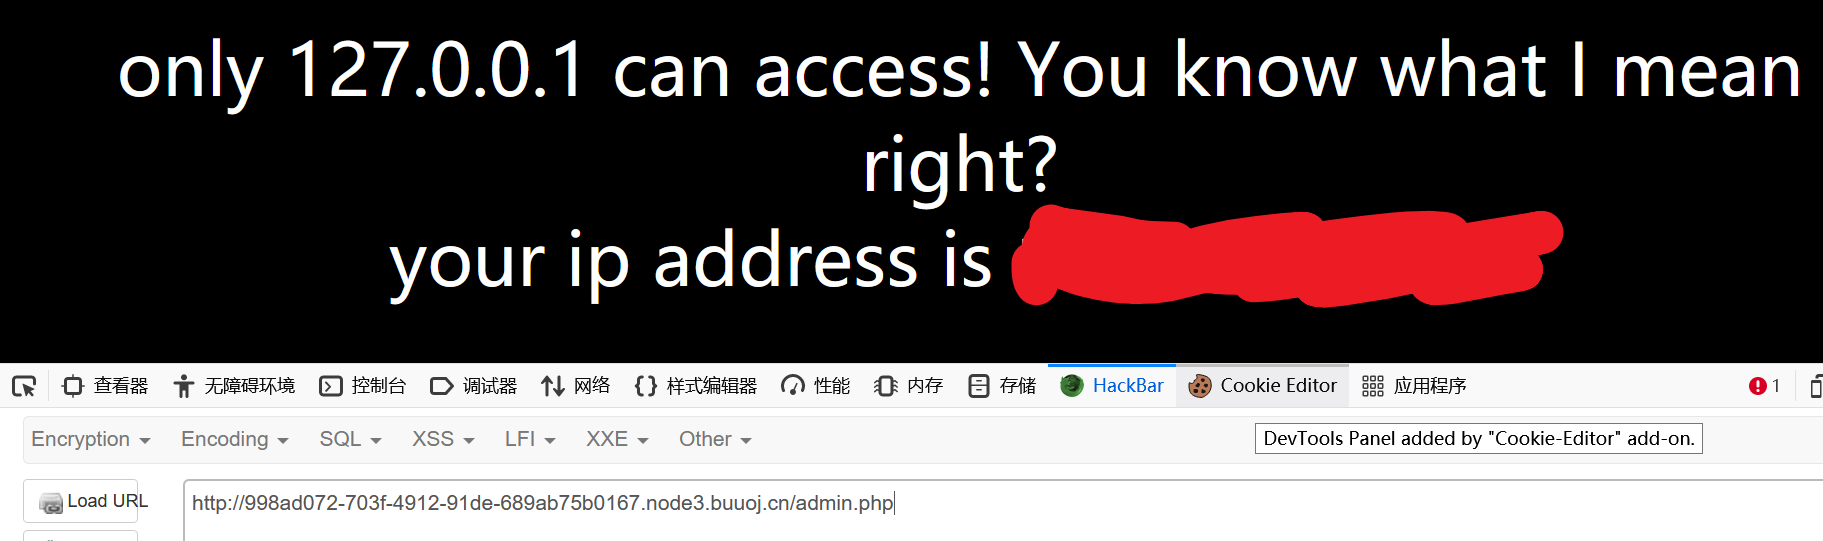 only 127.0.0.1 can access! You know what I mean
right?
your ip address is
查看器 无障碍环境 控制台 调试器 网络 样式编辑器 性能 内存 存储 HackBar Cookie Editor 应用程序 1
Encryption Encoding SQL XSS LFI XXE Other
DevTools Panel added by "Cookie-Editor" add-on.
Load URL
http://998ad072-703f-4912-91de-689ab75b0167.node3.buuoj.cn/admin.php